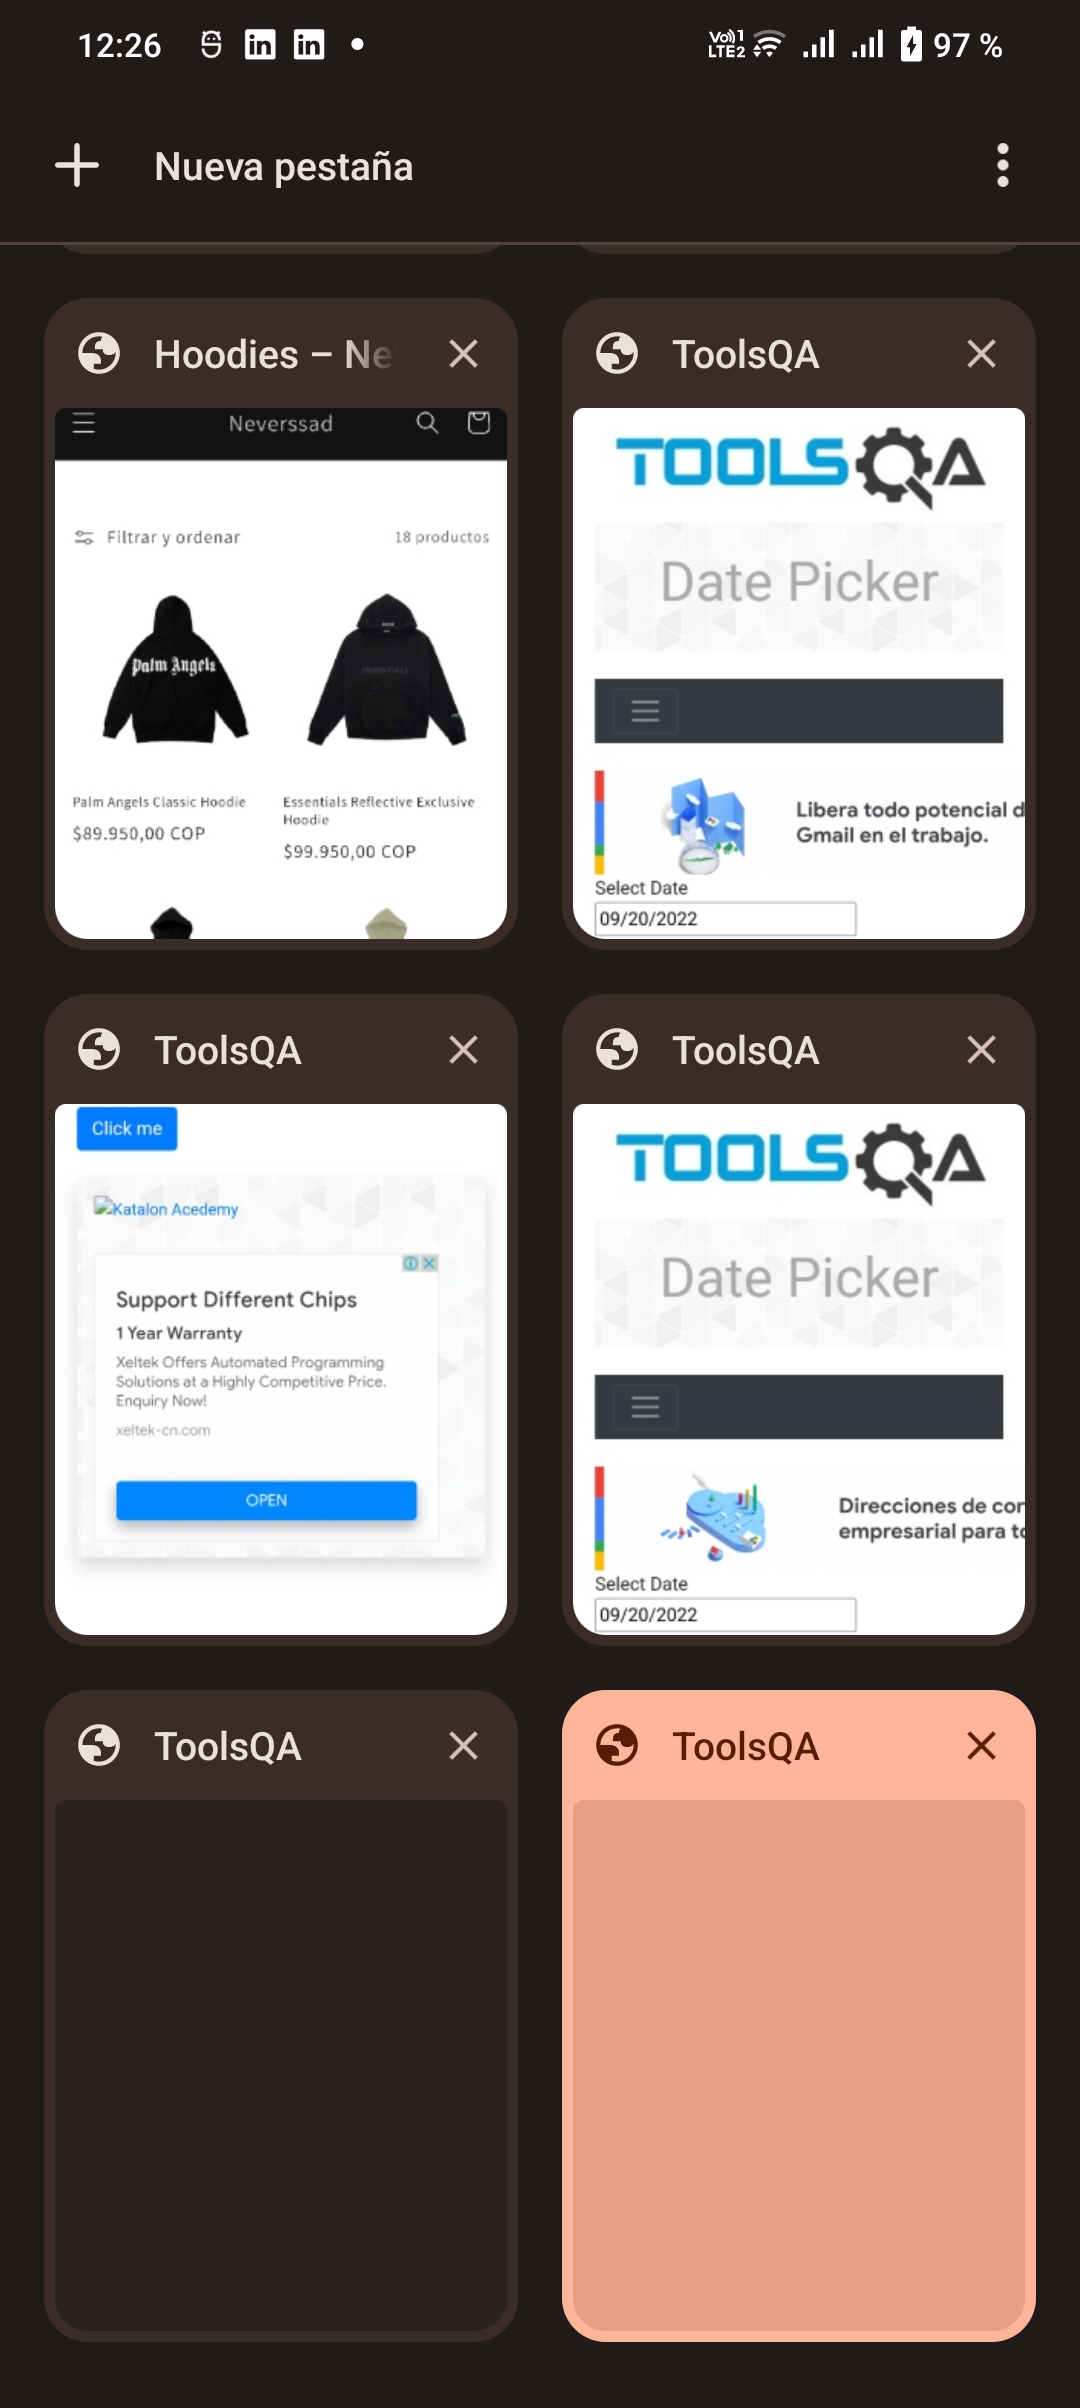 12:26
Vo)) 1
LTE2
97 %
Nueva pestaña
Hoodies – Ne
Neverssad
Filtrar y ordenar
18 productos
Palm Angels
ESSENTIALS
Palm Angels Classic Hoodie
$89.950,00 COP
Essentials Reflective Exclusive
Hoodie
$99.950,00 COP
ToolsQA
TOOLSQA
Date Picker
Libera todo potencial d
Gmail en el trabajo.
Select Date
09/20/2022
ToolsQA
Click me
Katalon Acedemy
Support Different Chips
1 Year Warranty
Xeltek Offers Automated Programming
Solutions at a Highly Competitive Price.
Enquiry Now!
xeltek-cn.com
OPEN
ToolsQA
TOOLSQA
Date Picker
Direcciones de cor
empresarial para to
Select Date
09/20/2022
ToolsQA
ToolsQA